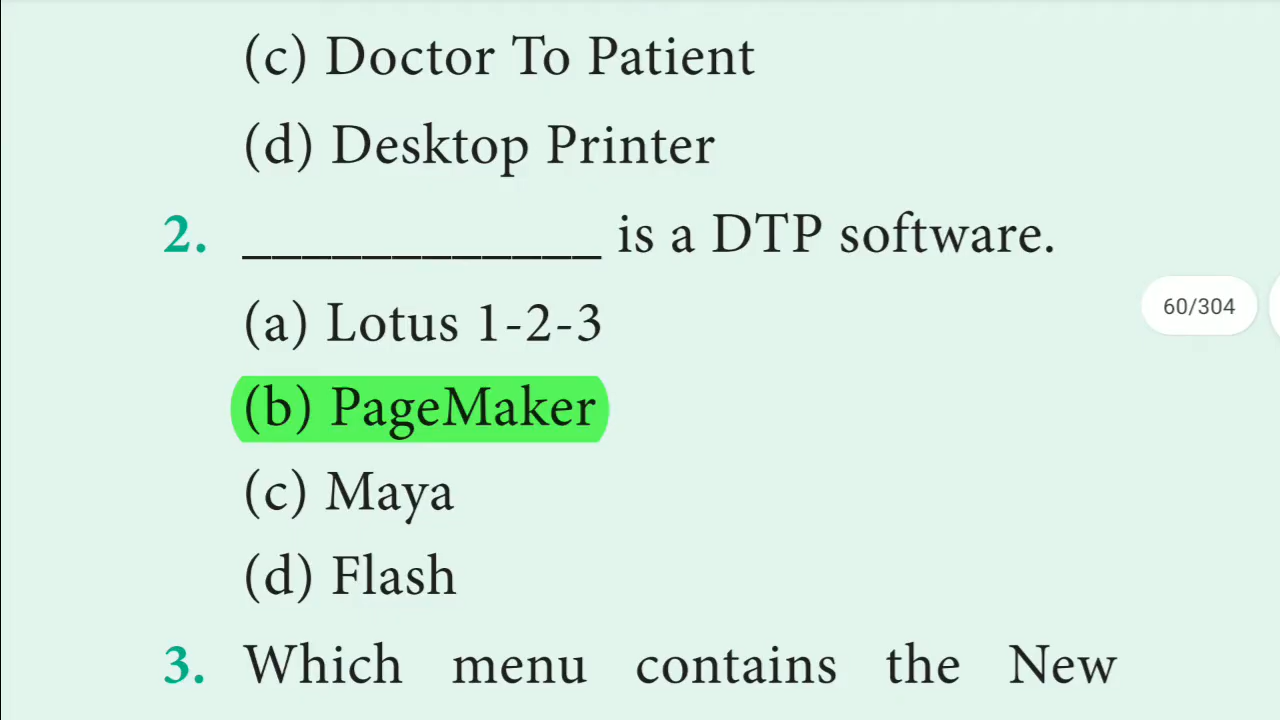 (c) Doctor To Patient
(d) Desktop Printer
2. ____________ is a DTP software.
60/304
(a) Lotus 1-2-3
(b) PageMaker
(c) Maya
(d) Flash
3. Which menu contains the New